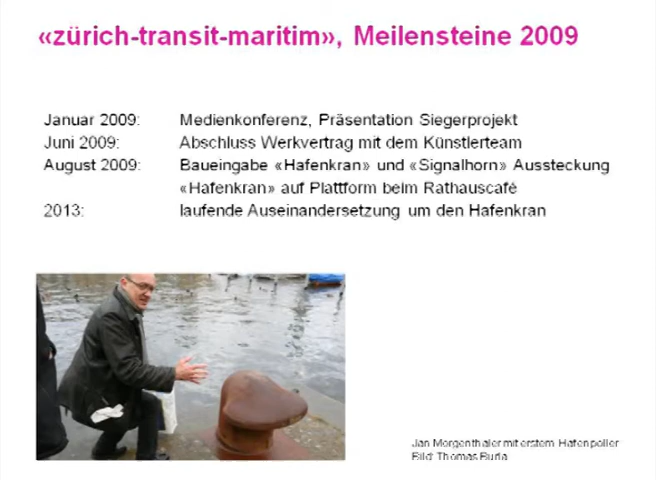 «zürich-transit-maritim», Meilensteine 2009
Januar 2009: Medienkonferenz, Präsentation Siegerprojekt
Juni 2009: Abschluss Werkvertrag mit dem Künstlerteam
August 2009: Baueingabe «Hafenkran» und «Signalhorn» Aussteckung
«Hafenkran» auf Plattform beim Rathauscafé
2013: laufende Auseinandersetzung um den Hafenkran
Jan Morgenthaler mit erstem Hafenpoller
Bild: Thomas Burla